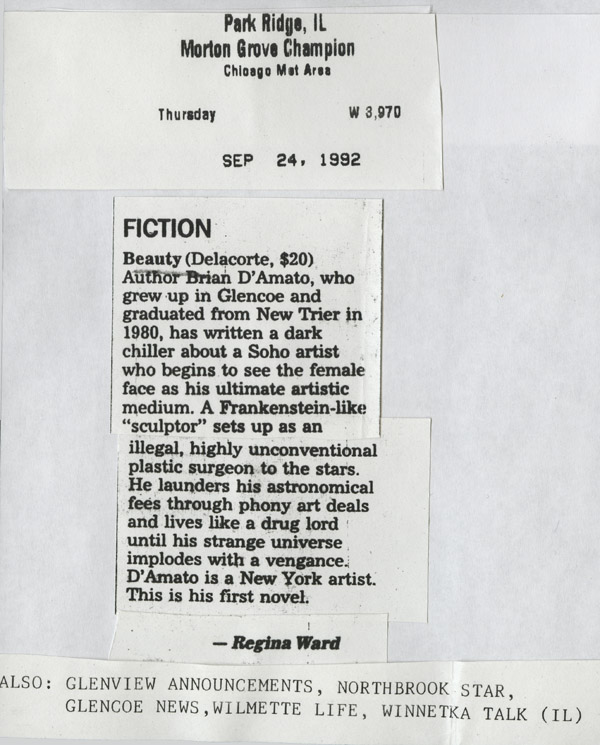 Park Ridge, IL
Morton Grove Champion
Chicago Met Area
Thursday W 3,970
SEP 24, 1992
FICTION
Beauty (Delacorte, $20)
Author Brian D'Amato, who
grew up in Glencoe and
graduated from New Trier in
1980, has written a dark
chiller about a Soho artist
who begins to see the female
face as his ultimate artistic
medium. A Frankenstein-like
“sculptor” sets up as an
illegal, highly unconventional
plastic surgeon to the stars.
He launders his astronomical
fees through phony art deals
and lives like a drug lord
until his strange universe
implodes with a vengance.
D'Amato is a New York artist.
This is his first novel.
— Regina Ward
ALSO: GLENVIEW ANNOUNCEMENTS, NORTHBROOK STAR,
GLENCOE NEWS,WILMETTE LIFE, WINNETKA TALK (IL)